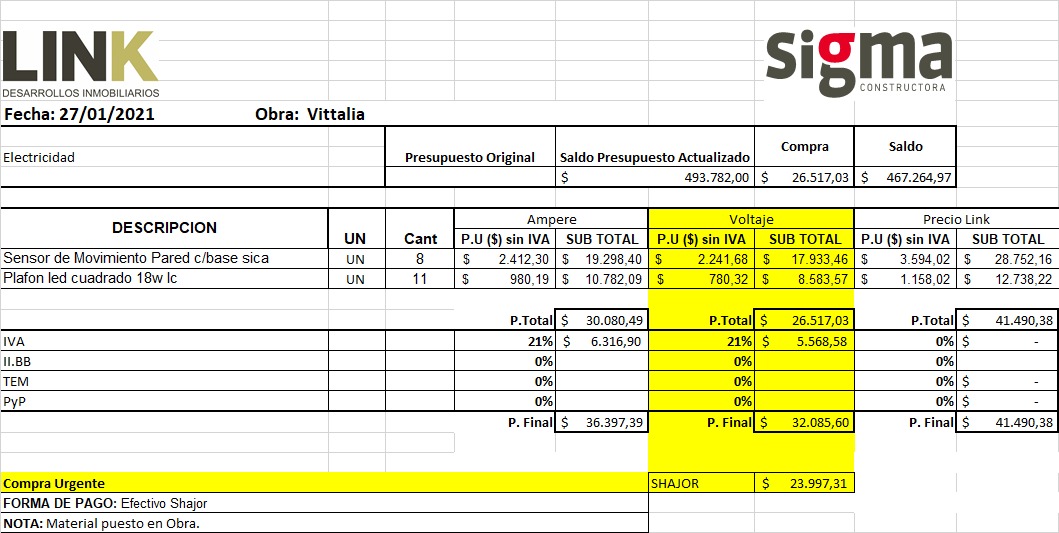 LINK
DESARROLLOS INMOBILIARIOS
sigma
CONSTRUCTORA
Fecha: 27/01/2021 Obra: Vittalia
Electricidad Presupuesto Original Saldo Presupuesto Actualizado Compra Saldo
$ 493.782,00 $ 26.517,03 $ 467.264,97
DESCRIPCION UN Cant Ampere Voltaje Precio Link
P.U ($) sin IVA SUB TOTAL P.U ($) sin IVA SUB TOTAL P.U ($) sin IVA SUB TOTAL
Sensor de Movimiento Pared c/base sica UN 8 $ 2.412,30 $ 19.298,40 $ 2.241,68 $ 17.933,46 $ 3.594,02 $ 28.752,16
Plafon led cuadrado 18w lc UN 11 $ 980,19 $ 10.782,09 $ 780,32 $ 8.583,57 $ 1.158,02 $ 12.738,22
P.Total $ 30.080,49 P.Total $ 26.517,03 P.Total $ 41.490,38
IVA 21% $ 6.316,90 21% $ 5.568,58 0% $ -
II.BB 0% 0% 0%
TEM 0% 0% 0% $ -
PyP 0% 0% 0% $ -
P. Final $ 36.397,39 P. Final $ 32.085,60 P. Final $ 41.490,38
Compra Urgente SHAJOR $ 23.997,31
FORMA DE PAGO: Efectivo Shajor
NOTA: Material puesto en Obra.